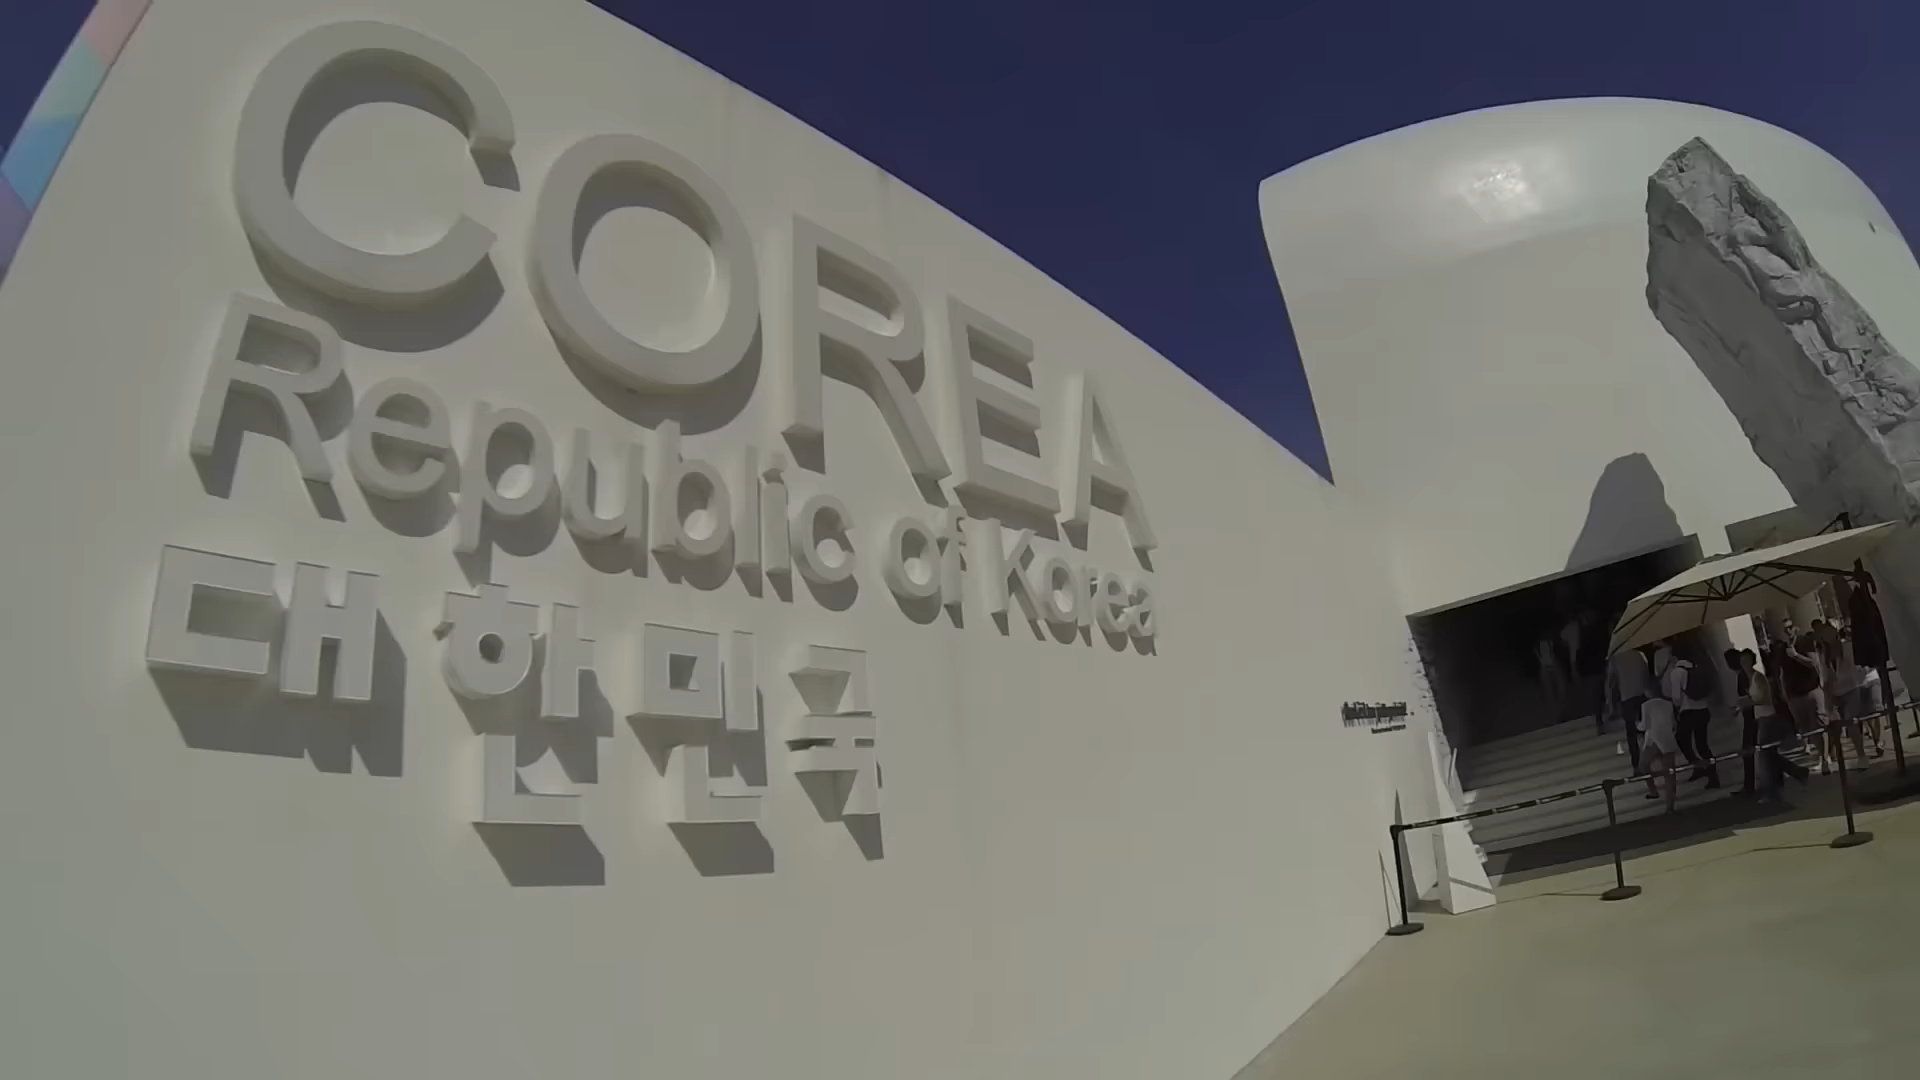 COREA
Republic of Korea
대한민국